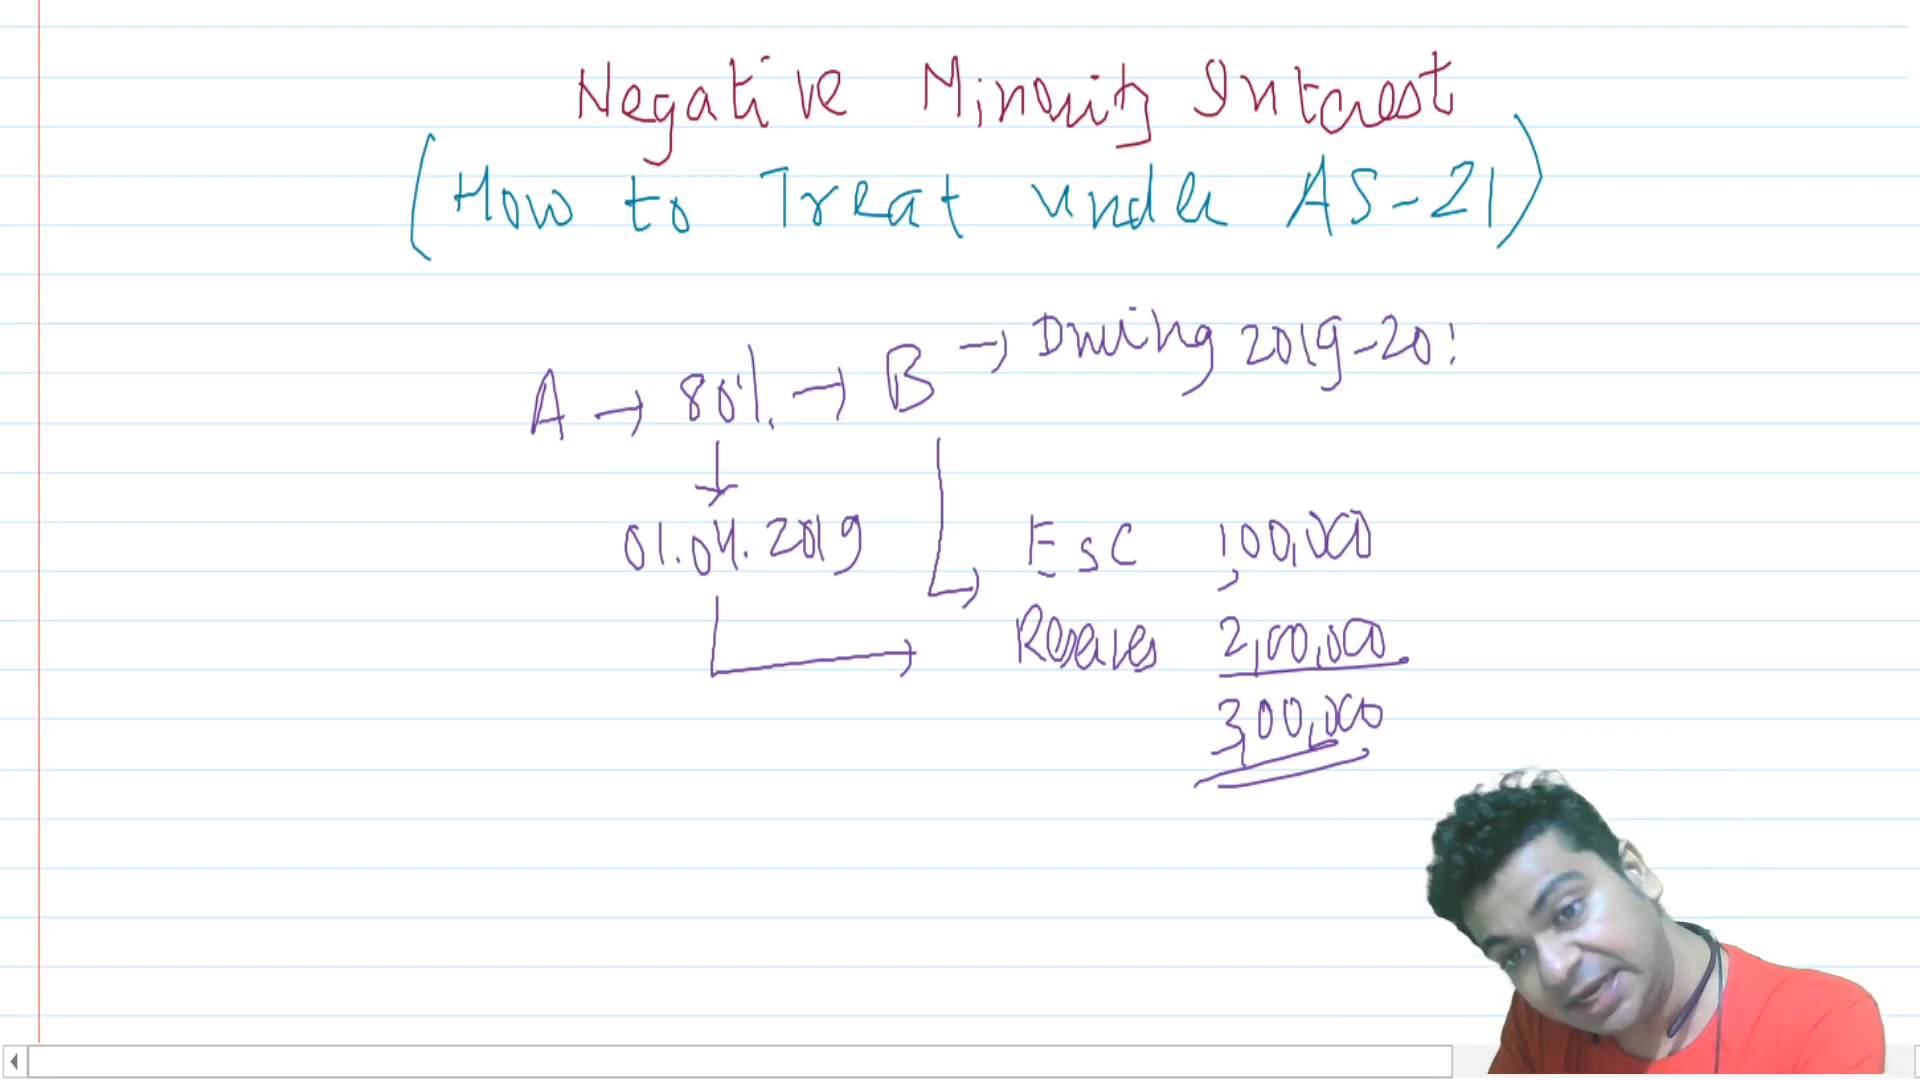 Negative Minority Interest
(How to Treat under AS-21)
A → 80% → B → During 2019-20:
01.04.2019
ESC 1,00,000
Reserves 2,00,000
3,00,000